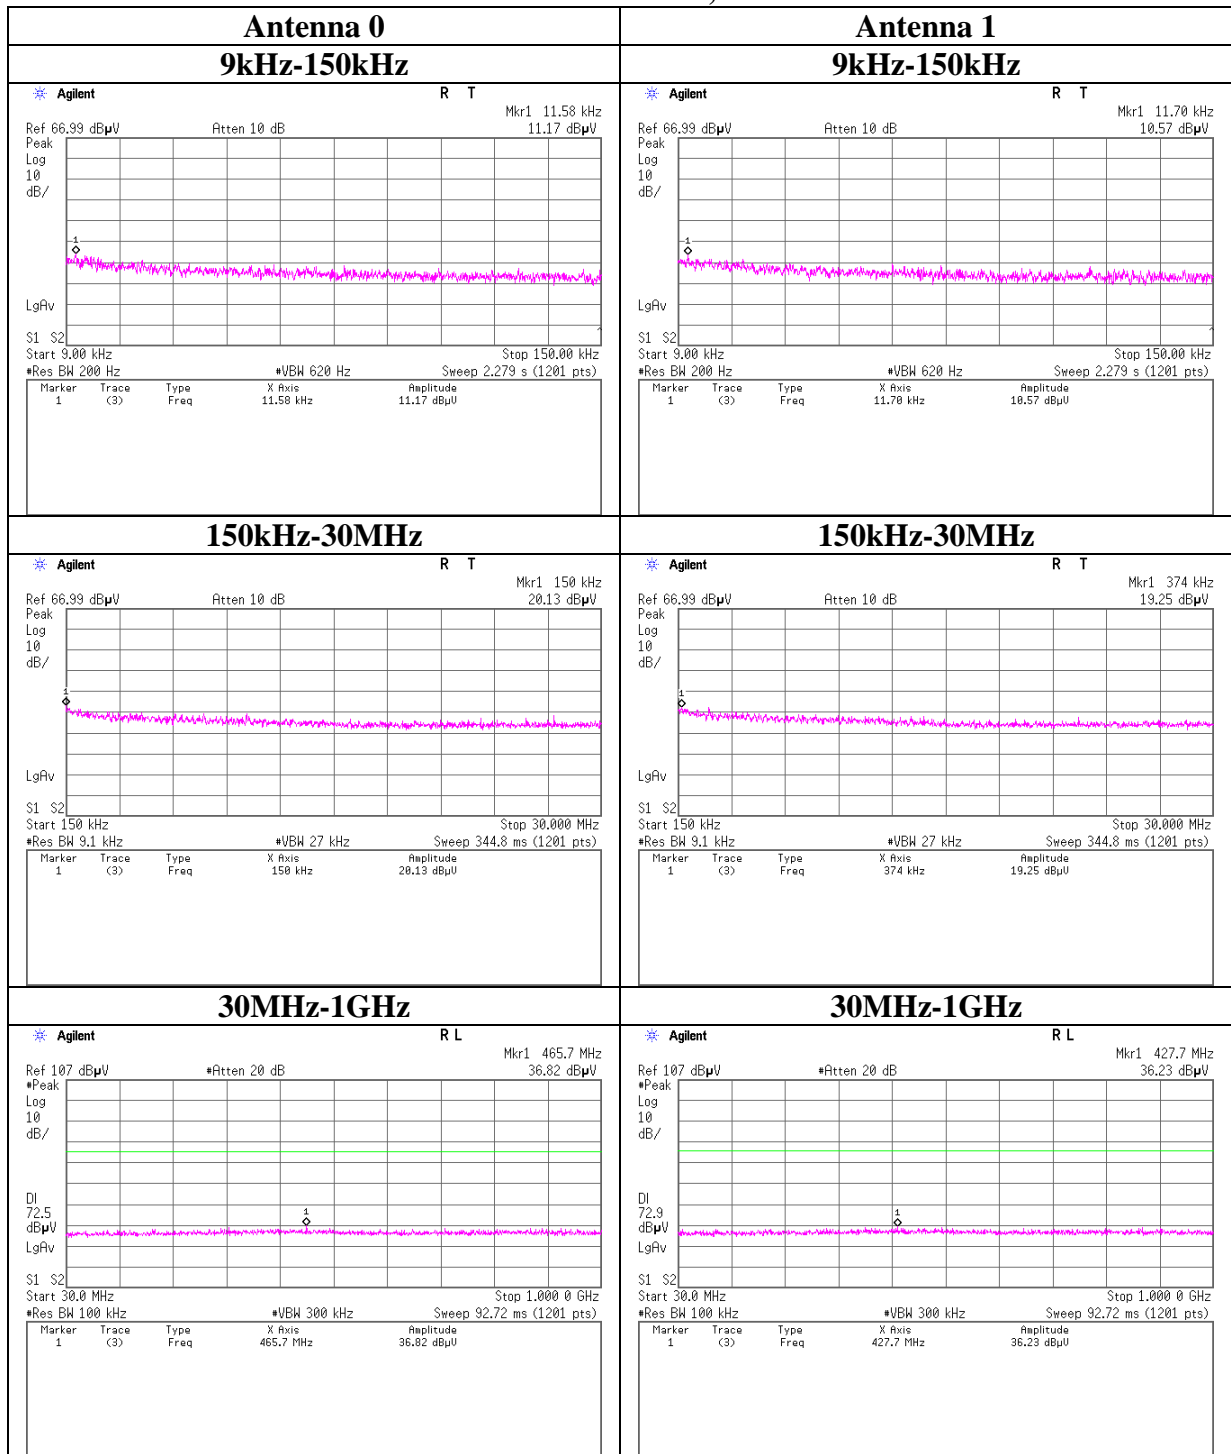 Antenna 0 Antenna 1
9kHz-150kHz 9kHz-150kHz
Agilent R T
Mkr1 11.58 kHz
Ref 66.99 dBµV Atten 10 dB 11.17 dBµV
Peak
Log
10
dB/
1
LgAv
S1 S2
Start 9.00 kHz Stop 150.00 kHz
#Res BW 200 Hz #VBW 620 Hz Sweep 2.279 s (1201 pts)
Marker Trace Type X Axis Amplitude
1 (3) Freq 11.58 kHz 11.17 dBµV
Agilent R T
Mkr1 11.70 kHz
Ref 66.99 dBµV Atten 10 dB 10.57 dBµV
Peak
Log
10
dB/
1
LgAv
S1 S2
Start 9.00 kHz Stop 150.00 kHz
#Res BW 200 Hz #VBW 620 Hz Sweep 2.279 s (1201 pts)
Marker Trace Type X Axis Amplitude
1 (3) Freq 11.70 kHz 10.57 dBµV
150kHz-30MHz 150kHz-30MHz
Agilent R T
Mkr1 150 kHz
Ref 66.99 dBµV Atten 10 dB 20.13 dBµV
Peak
Log
10
dB/
1
LgAv
S1 S2
Start 150 kHz Stop 30.000 MHz
#Res BW 9.1 kHz #VBW 27 kHz Sweep 344.8 ms (1201 pts)
Marker Trace Type X Axis Amplitude
1 (3) Freq 150 kHz 20.13 dBµV
Agilent R T
Mkr1 374 kHz
Ref 66.99 dBµV Atten 10 dB 19.25 dBµV
Peak
Log
10
dB/
1
LgAv
S1 S2
Start 150 kHz Stop 30.000 MHz
#Res BW 9.1 kHz #VBW 27 kHz Sweep 344.8 ms (1201 pts)
Marker Trace Type X Axis Amplitude
1 (3) Freq 374 kHz 19.25 dBµV
30MHz-1GHz 30MHz-1GHz
Agilent R L
Mkr1 465.7 MHz
Ref 107 dBµV #Atten 20 dB 36.82 dBµV
#Peak
Log
10
dB/
DI
72.5
dBµV
1
LgAv
S1 S2
Start 30.0 MHz Stop 1.000 0 GHz
#Res BW 100 kHz #VBW 300 kHz Sweep 92.72 ms (1201 pts)
Marker Trace Type X Axis Amplitude
1 (3) Freq 465.7 MHz 36.82 dBµV
Agilent R L
Mkr1 427.7 MHz
Ref 107 dBµV #Atten 20 dB 36.23 dBµV
#Peak
Log
10
dB/
DI
72.9
dBµV
1
LgAv
S1 S2
Start 30.0 MHz Stop 1.000 0 GHz
#Res BW 100 kHz #VBW 300 kHz Sweep 92.72 ms (1201 pts)
Marker Trace Type X Axis Amplitude
1 (3) Freq 427.7 MHz 36.23 dBµV